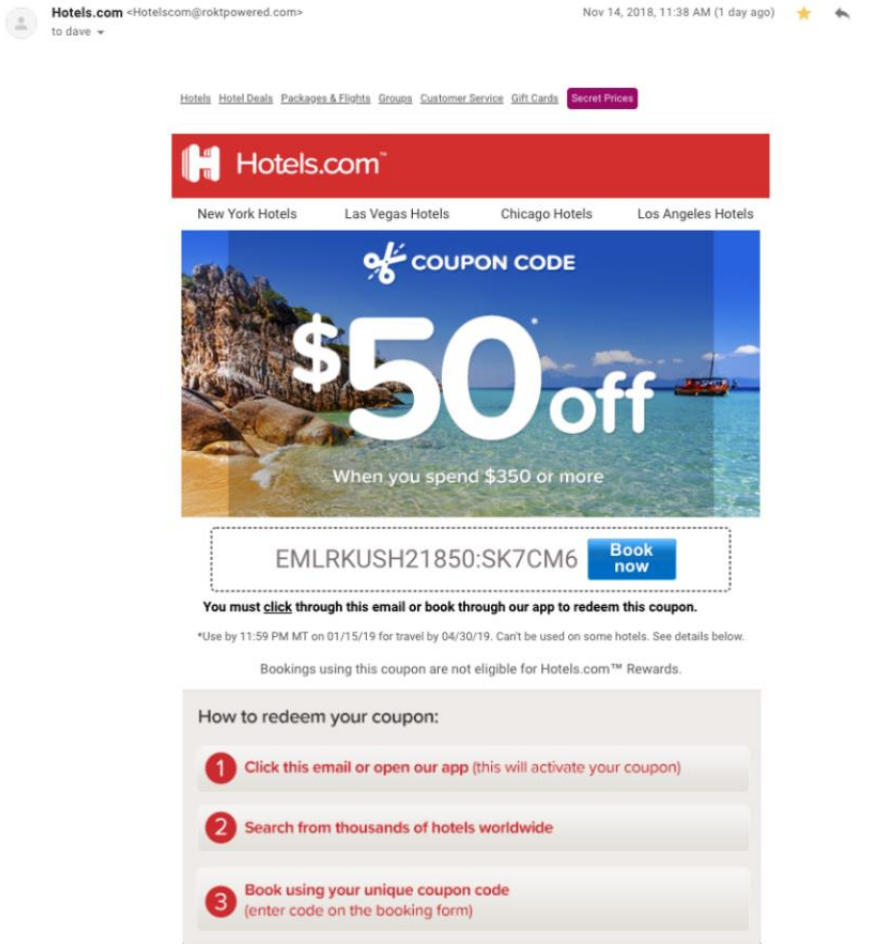 Hotels.com <Hotelscom@roktpowered.com>
Nov 14, 2018, 11:38 AM (1 day ago)
to dave
Hotels Hotel Deals Packages & Flights Groups Customer Service Gift Cards Secret Prices
Hotels.com™
New York Hotels Las Vegas Hotels Chicago Hotels Los Angeles Hotels
COUPON CODE
$50* off
When you spend $350 or more
EMLRKUSH21850:SK7CM6
Book
now
You must click through this email or book through our app to redeem this coupon.
*Use by 11:59 PM MT on 01/15/19 for travel by 04/30/19. Can't be used on some hotels. See details below.
Bookings using this coupon are not eligible for Hotels.com™ Rewards.
How to redeem your coupon:
1 Click this email or open our app (this will activate your coupon)
2 Search from thousands of hotels worldwide
3 Book using your unique coupon code
(enter code on the booking form)